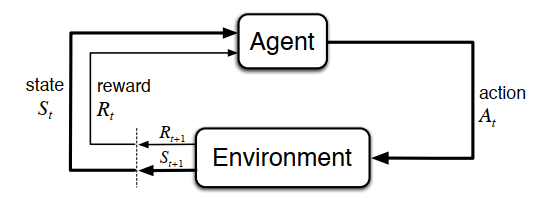 Agent
state
S_t
reward
R_t
action
A_t
R_{t+1}
S_{t+1}
Environment